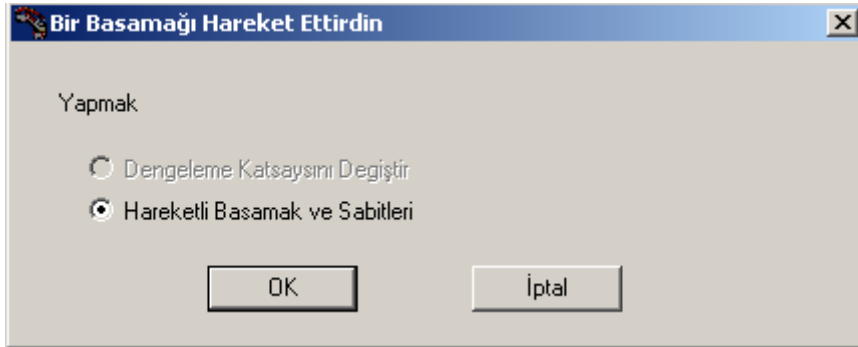 Bir Basamağı Hareket Ettirdin
Yapmak
Dengeleme Katsaysını Degiştir
Hareketli Basamak ve Sabitleri
OK
İptal